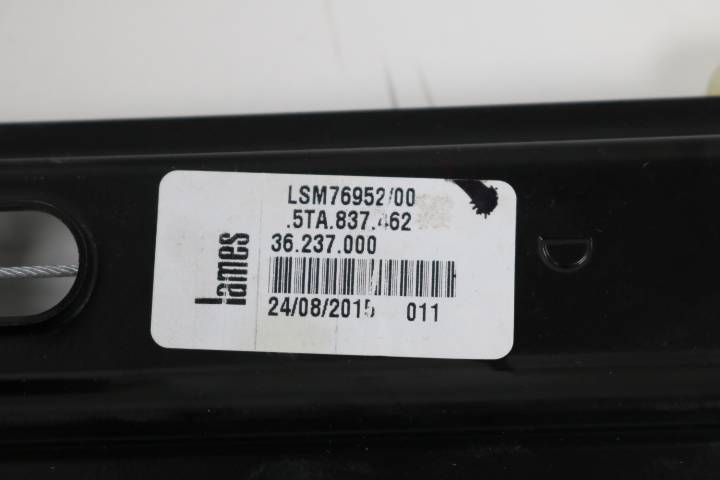 LSM76952/00
.5TA.837.462
36.237.000
lames
24/08/2015 011